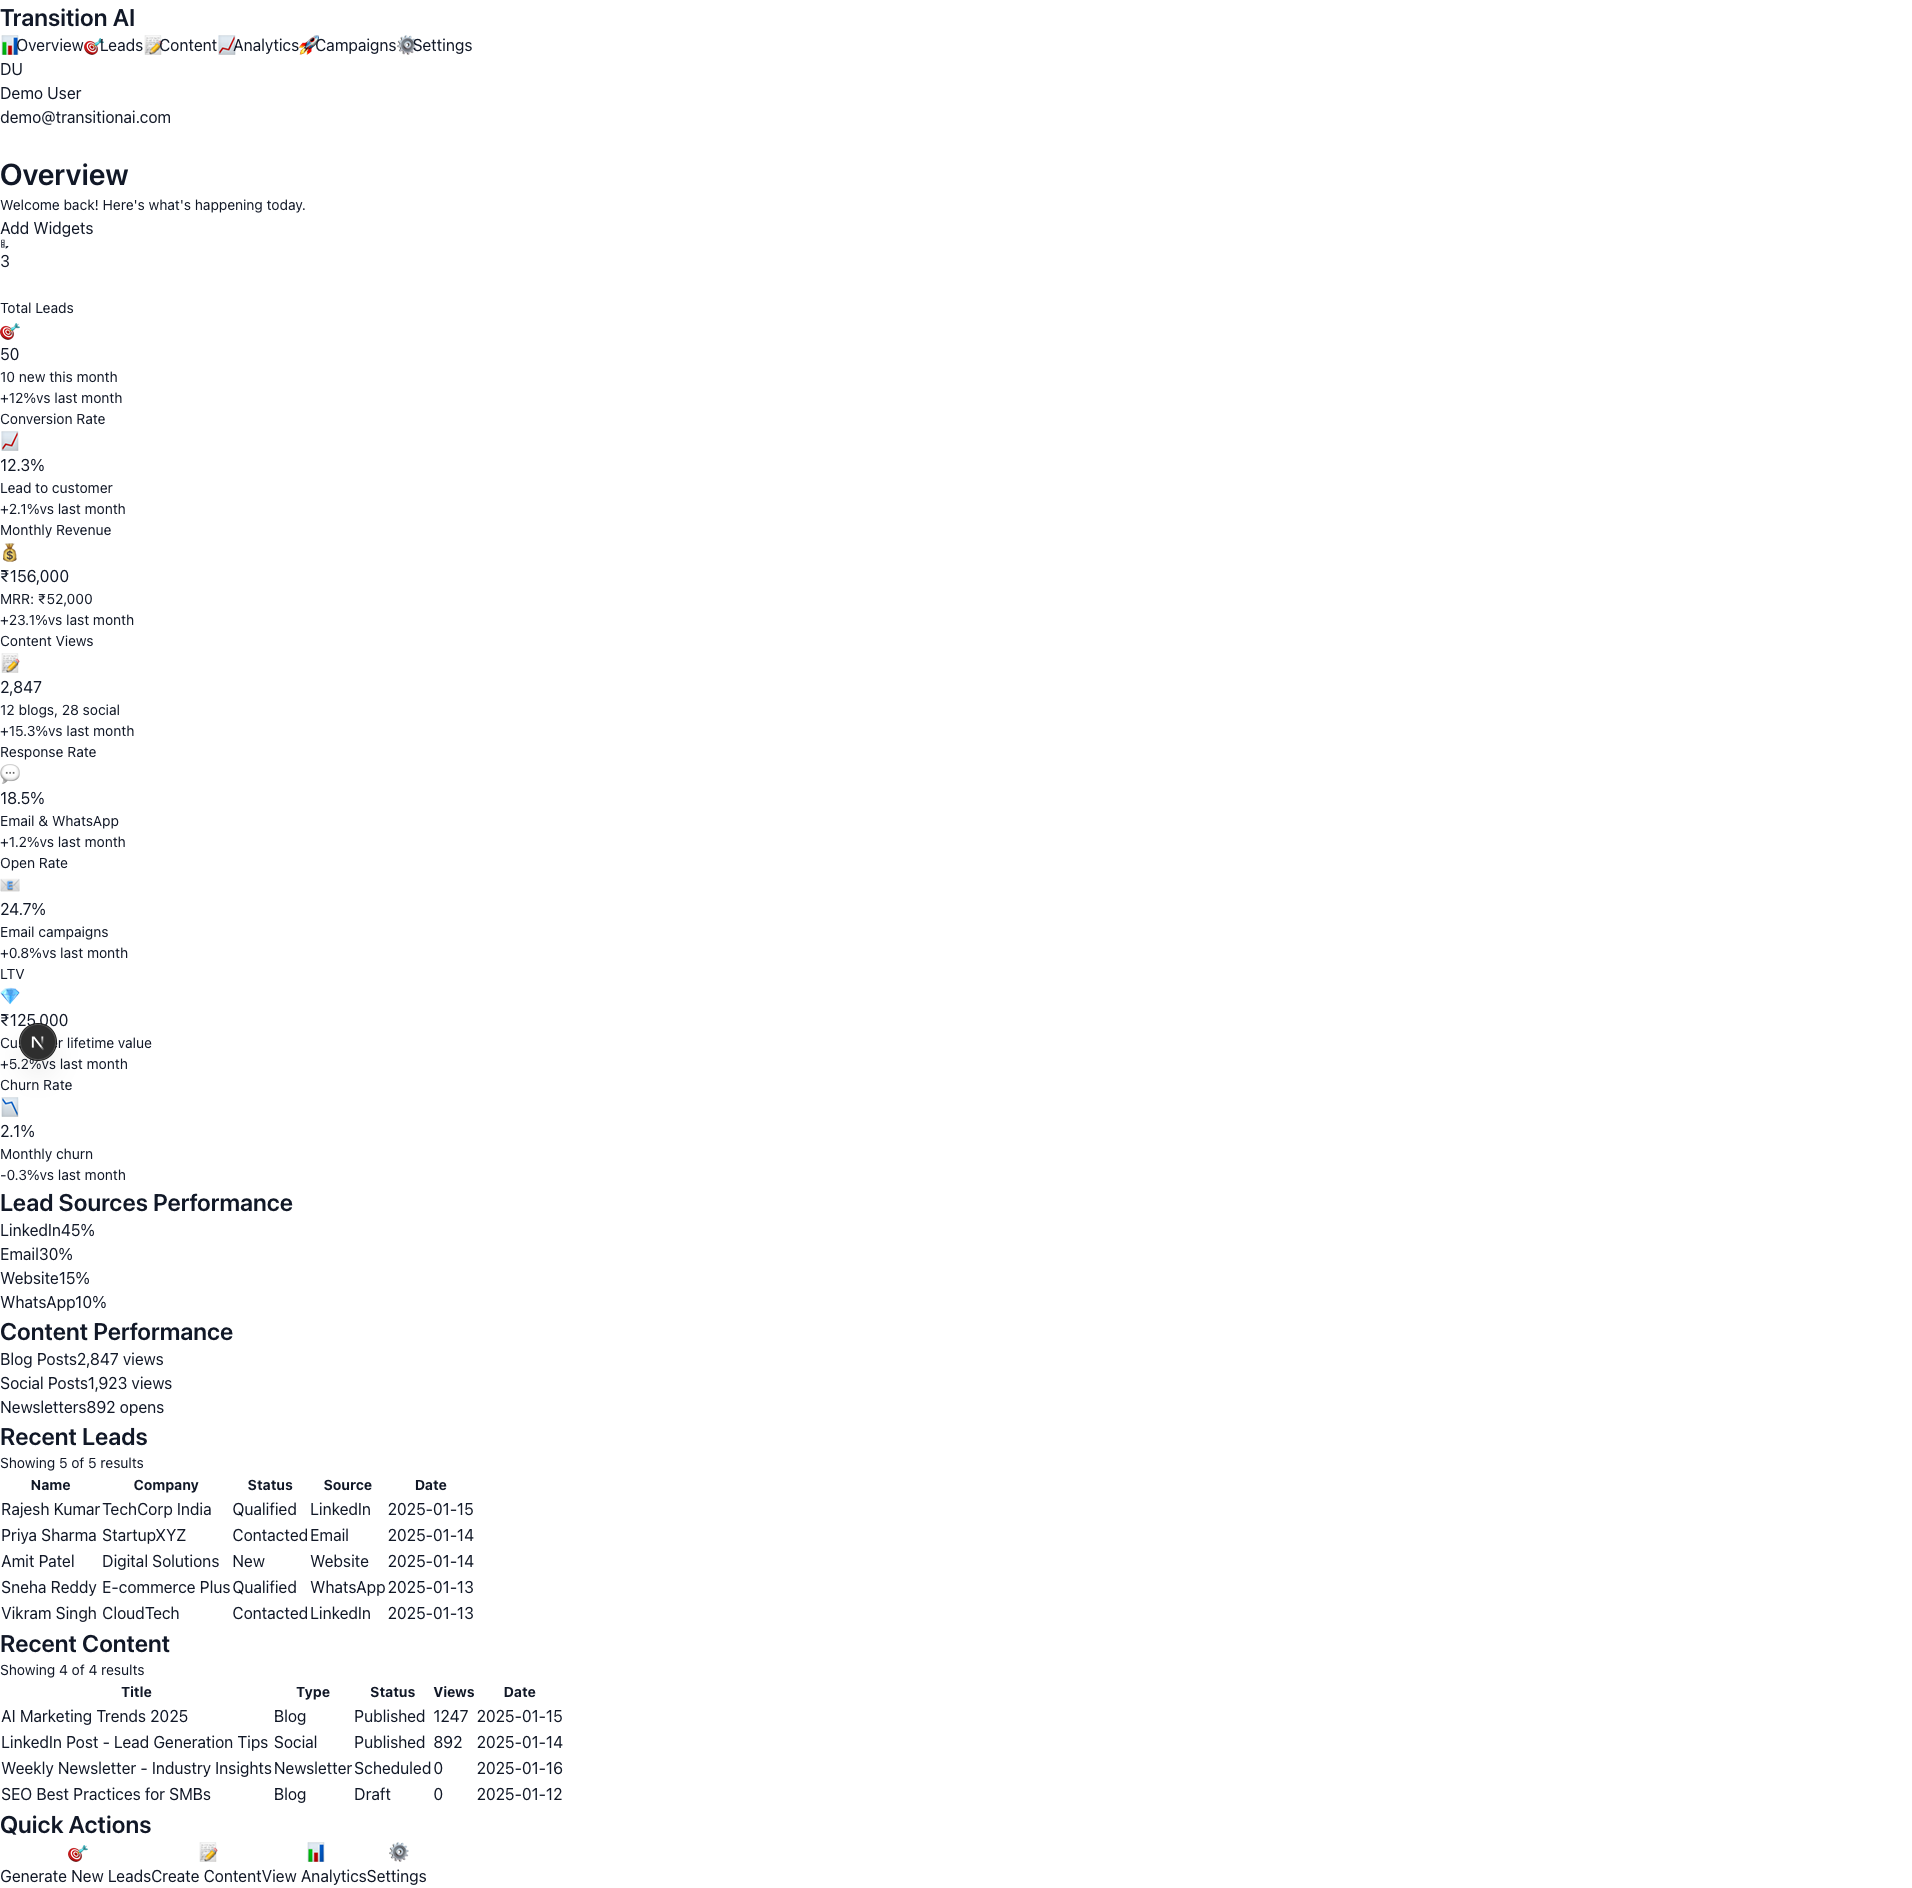 Transition AI
📊Overview🎯Leads📝Content📈Analytics🚀Campaigns⚙️Settings
DU
Demo User
demo@transitionai.com
Overview
Welcome back! Here's what's happening today.
Add Widgets
3
Total Leads
🎯
50
10 new this month
+12%vs last month
Conversion Rate
📈
12.3%
Lead to customer
+2.1%vs last month
Monthly Revenue
💰
₹156,000
MRR: ₹52,000
+23.1%vs last month
Content Views
📝
2,847
12 blogs, 28 social
+15.3%vs last month
Response Rate
💬
18.5%
Email & WhatsApp
+1.2%vs last month
Open Rate
📧
24.7%
Email campaigns
+0.8%vs last month
LTV
💎
₹125,000
lifetime value
+5.2%vs last month
Churn Rate
📉
2.1%
Monthly churn
-0.3%vs last month
Lead Sources Performance
LinkedIn45%
Email30%
Website15%
WhatsApp10%
Content Performance
Blog Posts2,847 views
Social Posts1,923 views
Newsletters892 opens
Recent Leads
Showing 5 of 5 results
Name Company Status Source Date
Rajesh Kumar TechCorp India Qualified LinkedIn 2025-01-15
Priya Sharma StartupXYZ Contacted Email 2025-01-14
Amit Patel Digital Solutions New Website 2025-01-14
Sneha Reddy E-commerce Plus Qualified WhatsApp 2025-01-13
Vikram Singh CloudTech Contacted LinkedIn 2025-01-13
Recent Content
Showing 4 of 4 results
Title Type Status Views Date
AI Marketing Trends 2025 Blog Published 1247 2025-01-15
LinkedIn Post - Lead Generation Tips Social Published 892 2025-01-14
Weekly Newsletter - Industry Insights Newsletter Scheduled 0 2025-01-16
SEO Best Practices for SMBs Blog Draft 0 2025-01-12
Quick Actions
🎯 📝 📊 ⚙️
Generate New LeadsCreate ContentView AnalyticsSettings